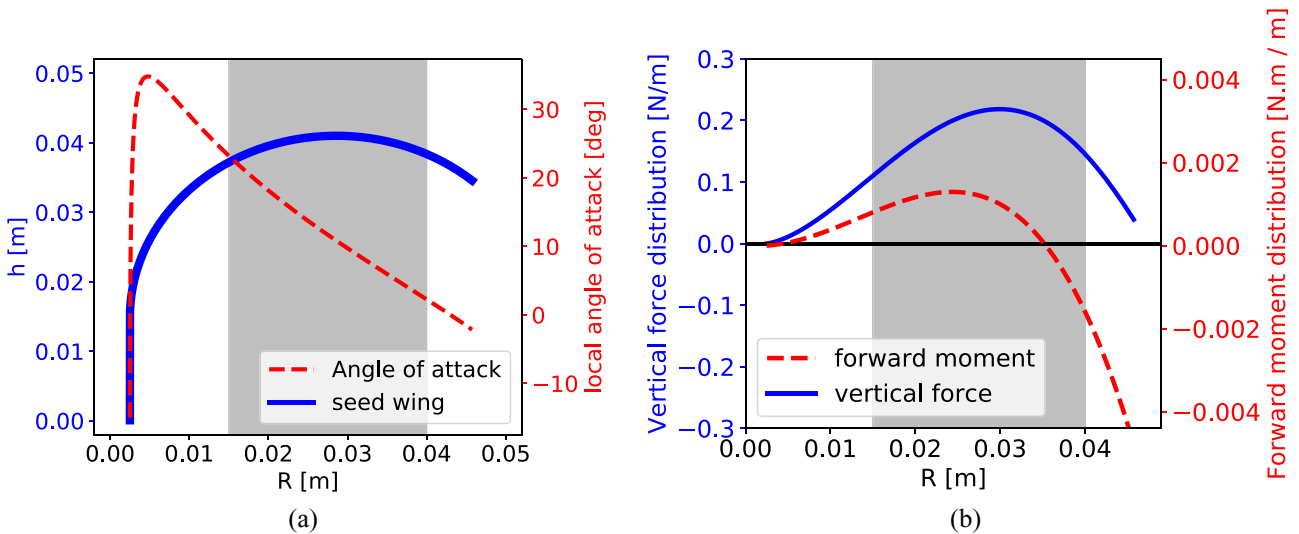 0.05
0.04
0.03
0.02
0.01
0.00
h [m]
0.00 0.01 0.02 0.03 0.04 0.05
R [m]
30
20
10
0
−10
local angle of attack [deg]
Angle of attack
seed wing
(a)
0.3
0.2
0.1
0.0
−0.1
−0.2
−0.3
Vertical force distribution [N/m]
0.00 0.01 0.02 0.03 0.04
R [m]
0.004
0.002
0.000
−0.002
−0.004
Forward moment distribution [N.m / m]
forward moment
vertical force
(b)